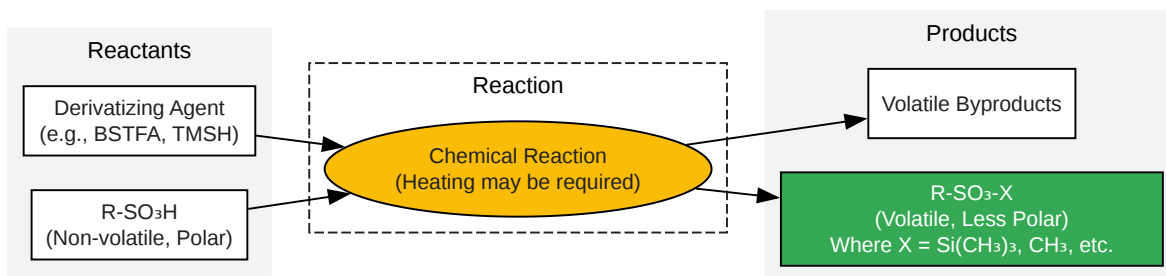 Reactants
Derivatizing Agent
(e.g., BSTFA, TMSH)
R-SO₃H
(Non-volatile, Polar)
Reaction
Chemical Reaction
(Heating may be required)
Products
Volatile Byproducts
R-SO₃-X
(Volatile, Less Polar)
Where X = Si(CH₃)₃, CH₃, etc.